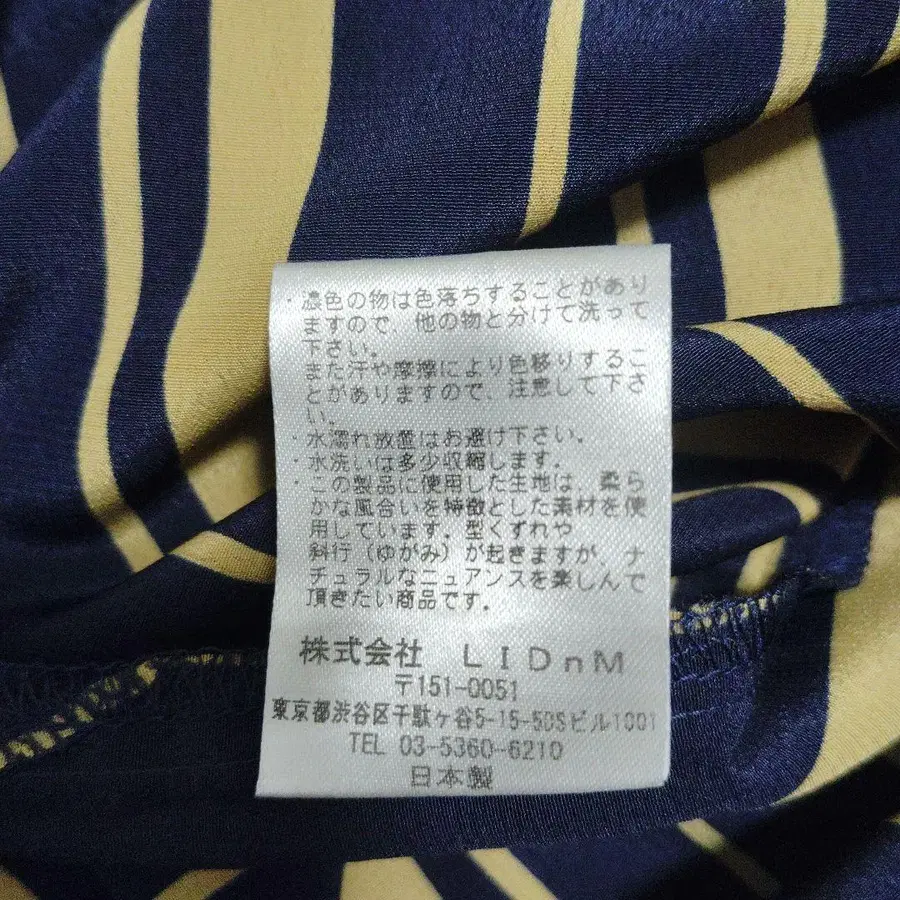 ・濃色の物は色落ちすることがあり
ますので、他の物と分けて洗って
下さい。
また汗や摩擦により色移りするこ
とがありますので、注意して下さ
い。
・水濡れ放置はお避け下さい。
・水洗いは多少収縮します。
・この製品に使用した生地は、柔ら
かな風合いを特徴とした素材を使
用しています。型くずれや
斜行（ゆがみ）が起きますが、ナ
チュラルなニュアンスを楽しんで
頂きたい商品です。
株式会社 ＬＩＤｎＭ
〒151-0051
東京都渋谷区千駄ヶ谷5-15-5DSビル1001
TEL 03-5360-6210
日本製